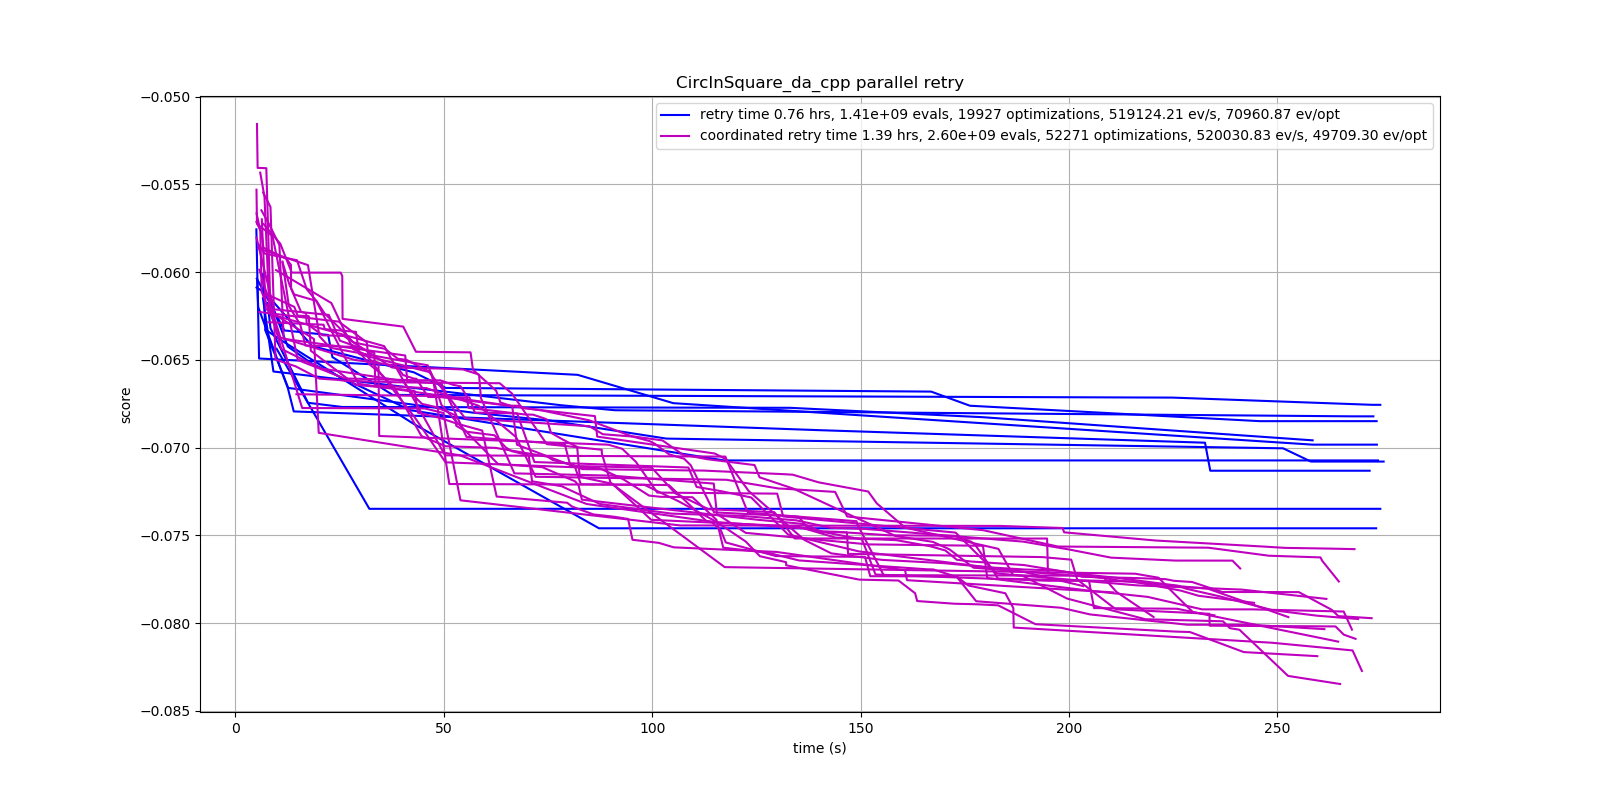 CircInSquare_da_cpp parallel retry
retry time 0.76 hrs, 1.41e+09 evals, 19927 optimizations, 519124.21 ev/s, 70960.87 ev/opt
coordinated retry time 1.39 hrs, 2.60e+09 evals, 52271 optimizations, 520030.83 ev/s, 49709.30 ev/opt
−0.050
−0.055
−0.060
−0.065
−0.070
−0.075
−0.080
−0.085
score
0 50 100 150 200 250
time (s)